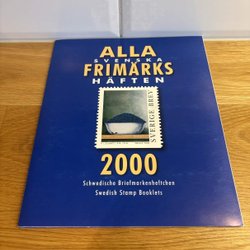 ALLA
SVENSKA
FRIMÄRKS
HÄFTEN
SVERIGE BREV
2000
Schwedische Briefmarkenheftchen
Swedish Stamp Booklets